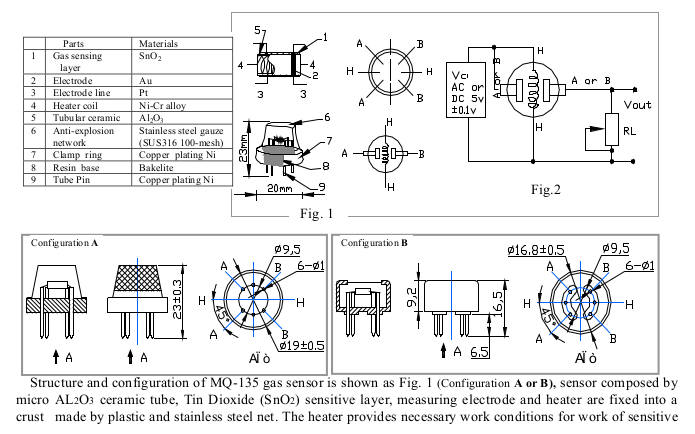 Parts Materials
1 Gas sensing layer SnO2
2 Electrode Au
3 Electrode line Pt
4 Heater coil Ni-Cr alloy
5 Tubular ceramic Al2O3
6 Anti-explosion network Stainless steel gauze (SUS316 100-mesh)
7 Clamp ring Copper plating Ni
8 Resin base Bakelite
9 Tube Pin Copper plating Ni
5 1
4 4
2
3 3
A B
H H
A B
6
7
8
9
23mm
20mm
H
A B
H
Fig. 1
Vc
AC or
DC 5v
±0.1v
A or B
H
A or B
H
Vout
RL
Fig.2
Configuration A
A
23±0.3
ø9,5
6-ø1
A B
H H
45°
A B
ø19±0.5
AÏ ò
Configuration B
9,2
16,5
6,5
A
ø16.8±0.5
ø9,5
6-ø1
A B
H H
45°
A B
AÏ ò
Structure and configuration of MQ-135 gas sensor is shown as Fig. 1 (Configuration A or B), sensor composed by
micro AL2O3 ceramic tube, Tin Dioxide (SnO2) sensitive layer, measuring electrode and heater are fixed into a
crust made by plastic and stainless steel net. The heater provides necessary work conditions for work of sensitive